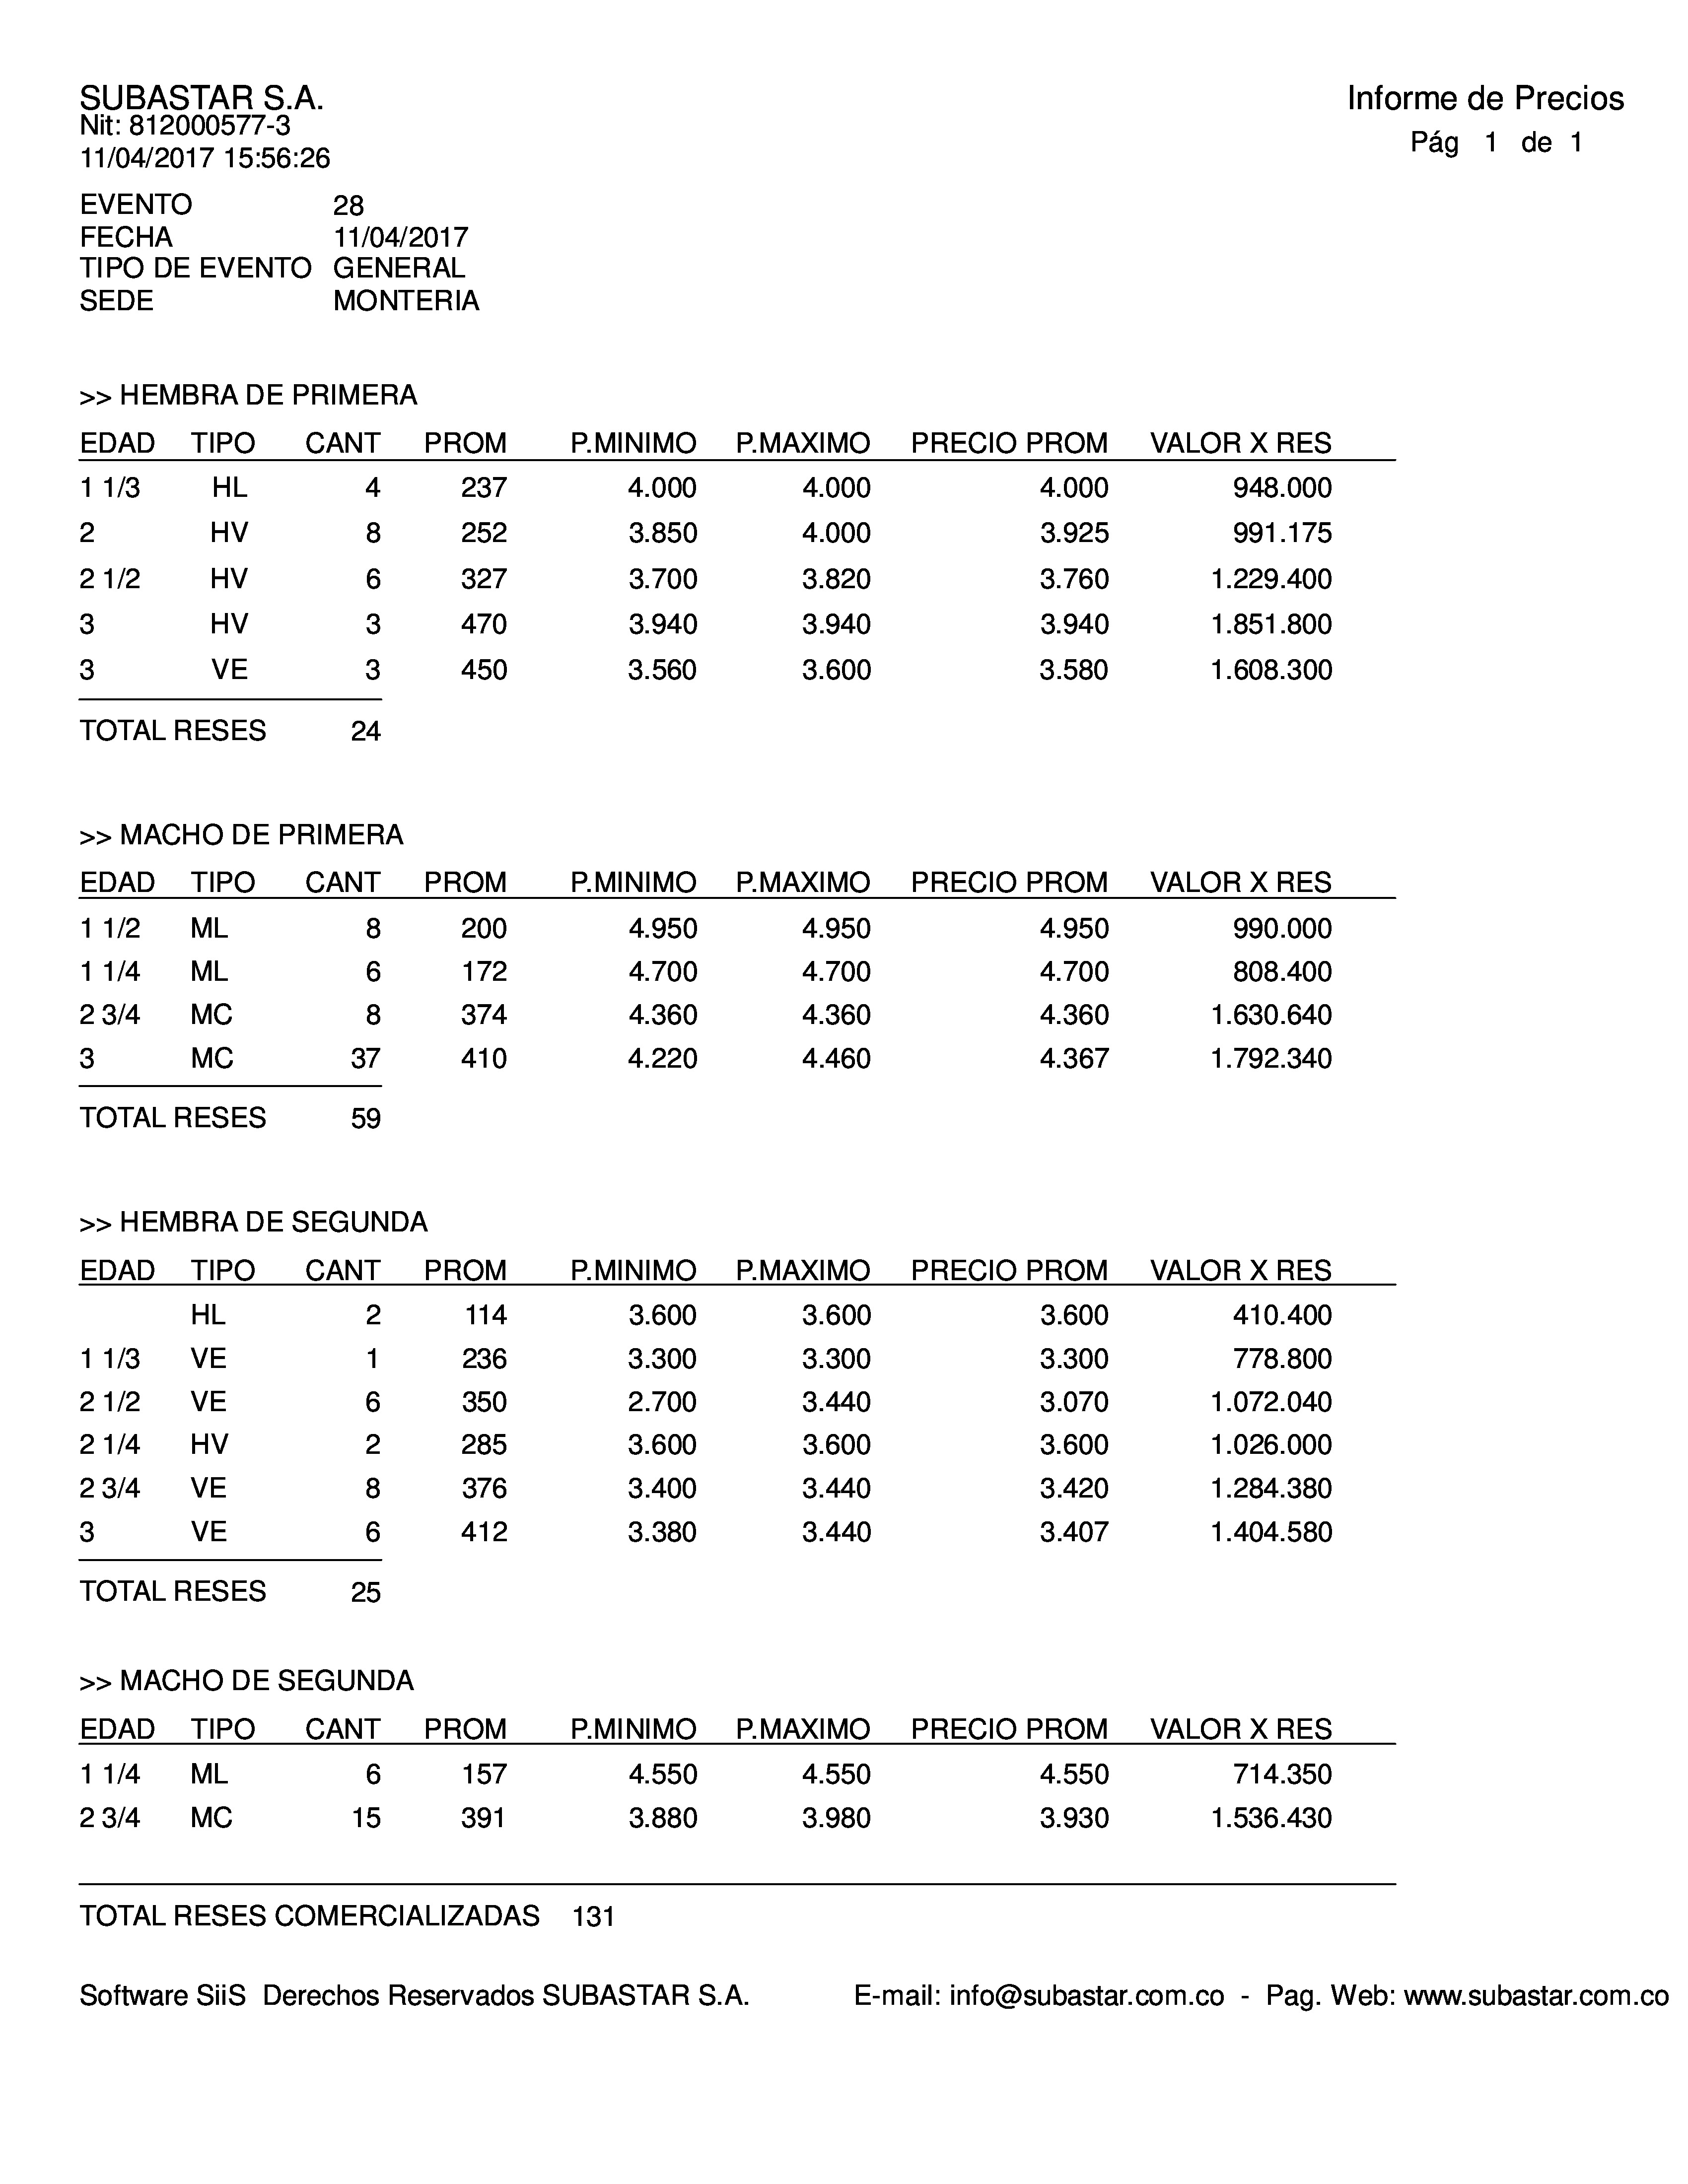 SUBASTAR S.A.
Nit: 812000577-3
11/04/2017 15:56:26
Informe de Precios
Pág 1 de 1
EVENTO 28
FECHA 11/04/2017
TIPO DE EVENTO GENERAL
SEDE MONTERIA
>> HEMBRA DE PRIMERA
EDAD TIPO CANT PROM P.MINIMO P.MAXIMO PRECIO PROM VALOR X RES
1 1/3 HL 4 237 4.000 4.000 4.000 948.000
2 HV 8 252 3.850 4.000 3.925 991.175
2 1/2 HV 6 327 3.700 3.820 3.760 1.229.400
3 HV 3 470 3.940 3.940 3.940 1.851.800
3 VE 3 450 3.560 3.600 3.580 1.608.300
TOTAL RESES 24
>> MACHO DE PRIMERA
EDAD TIPO CANT PROM P.MINIMO P.MAXIMO PRECIO PROM VALOR X RES
1 1/2 ML 8 200 4.950 4.950 4.950 990.000
1 1/4 ML 6 172 4.700 4.700 4.700 808.400
2 3/4 MC 8 374 4.360 4.360 4.360 1.630.640
3 MC 37 410 4.220 4.460 4.367 1.792.340
TOTAL RESES 59
>> HEMBRA DE SEGUNDA
EDAD TIPO CANT PROM P.MINIMO P.MAXIMO PRECIO PROM VALOR X RES
HL 2 114 3.600 3.600 3.600 410.400
1 1/3 VE 1 236 3.300 3.300 3.300 778.800
2 1/2 VE 6 350 2.700 3.440 3.070 1.072.040
2 1/4 HV 2 285 3.600 3.600 3.600 1.026.000
2 3/4 VE 8 376 3.400 3.440 3.420 1.284.380
3 VE 6 412 3.380 3.440 3.407 1.404.580
TOTAL RESES 25
>> MACHO DE SEGUNDA
EDAD TIPO CANT PROM P.MINIMO P.MAXIMO PRECIO PROM VALOR X RES
1 1/4 ML 6 157 4.550 4.550 4.550 714.350
2 3/4 MC 15 391 3.880 3.980 3.930 1.536.430
TOTAL RESES COMERCIALIZADAS 131
Software SiiS Derechos Reservados SUBASTAR S.A. E-mail: info@subastar.com.co - Pag. Web: www.subastar.com.co